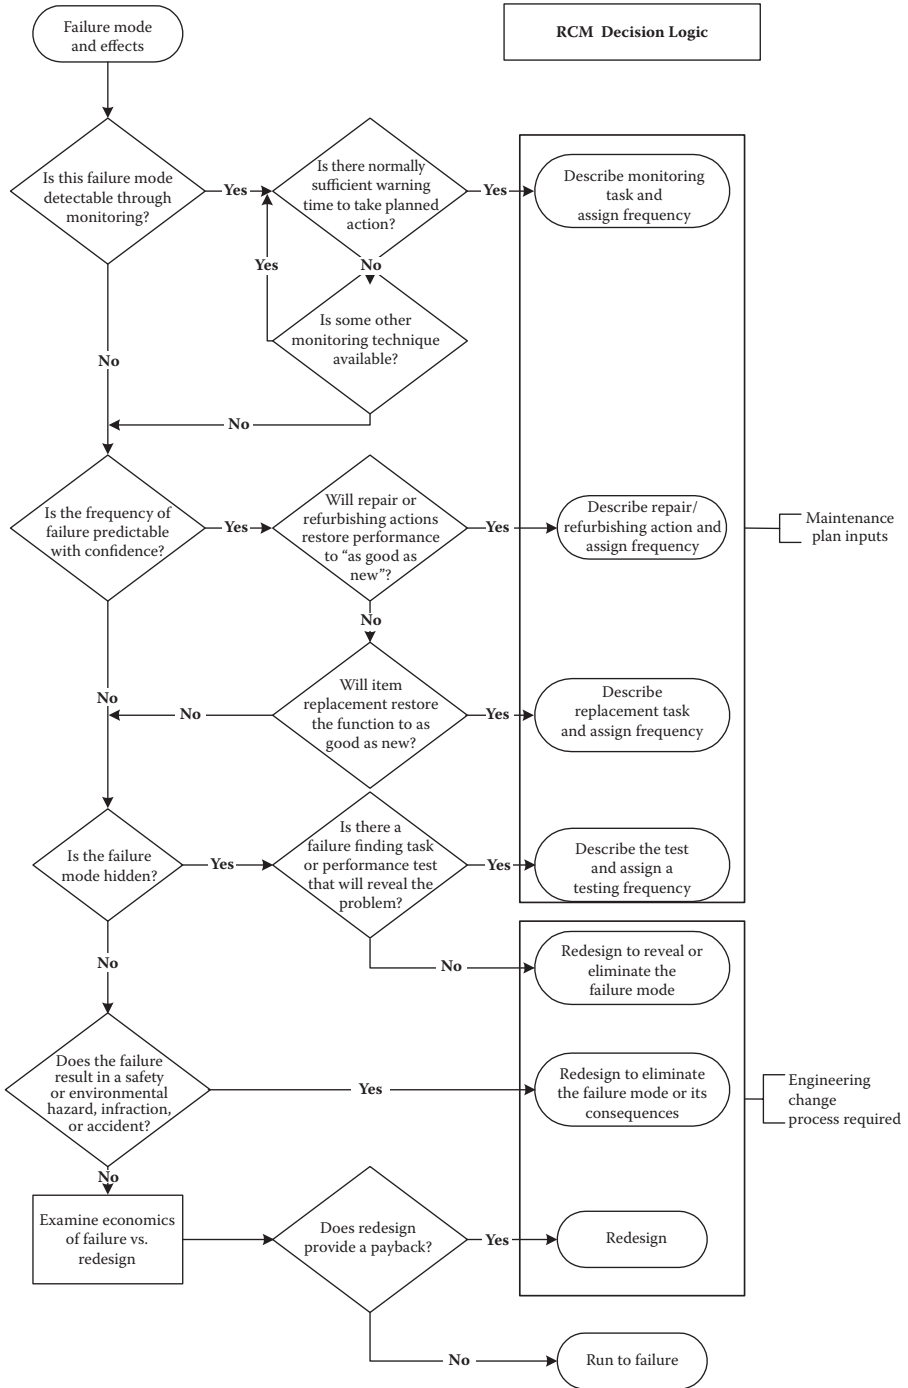 Failure mode
and effects
RCM Decision Logic
Is this failure mode
detectable through
monitoring?
Yes
Is there normally
sufficient warning
time to take planned
action?
Yes
Describe monitoring
task and
assign frequency
Yes
No
Is some other
monitoring technique
available?
No
No
Is the frequency of
failure predictable
with confidence?
Yes
Will repair or
refurbishing actions
restore performance
to “as good as
new”?
Yes
Describe repair/
refurbishing action and
assign frequency
Maintenance
plan inputs
No
No
Will item
replacement restore
the function to as
good as new?
No
Yes
Describe
replacement task
and assign frequency
Is the failure
mode hidden?
Yes
Is there a
failure finding task
or performance test
that will reveal the
problem?
Yes
Describe the test
and assign a
testing frequency
No
No
Redesign to reveal or
eliminate the
failure mode
Does the failure
result in a safety
or environmental
hazard, infraction,
or accident?
Yes
Redesign to eliminate
the failure mode or its
consequences
Engineering
change
process required
No
Examine economics
of failure vs.
redesign
Does redesign
provide a payback?
Yes
Redesign
No
Run to failure